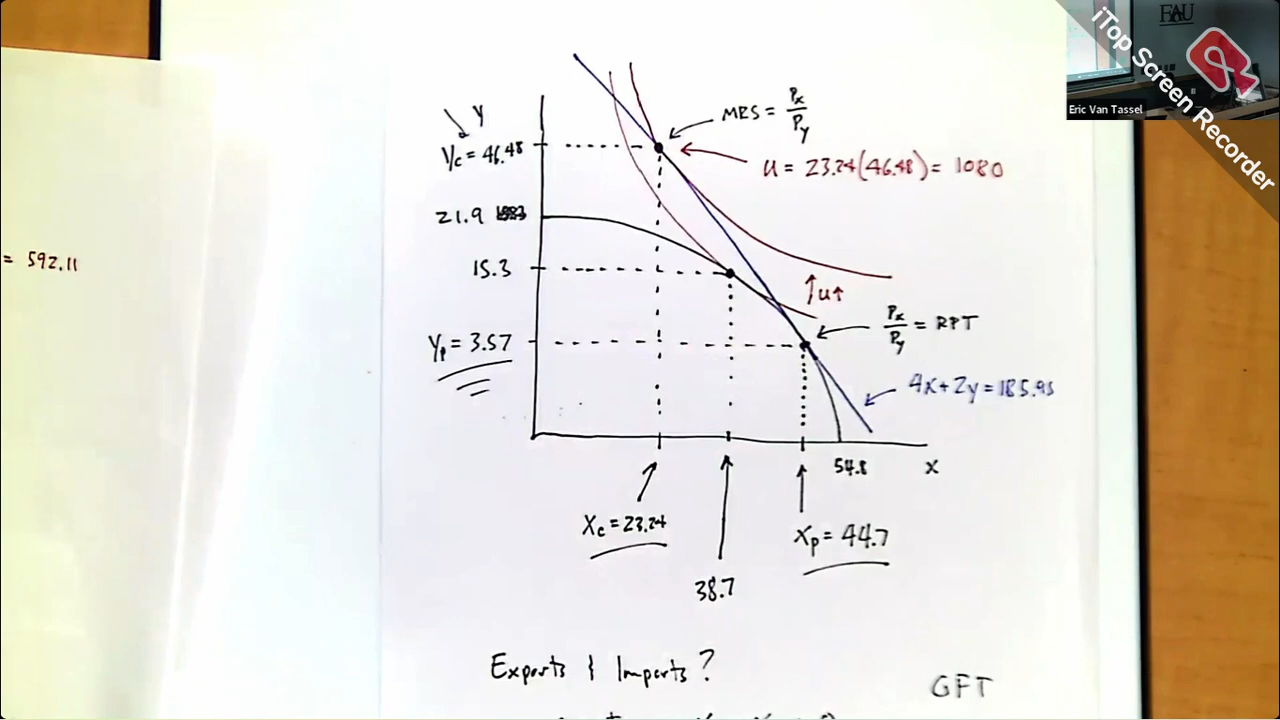 iTop Screen Recorder
FAU
Eric Van Tassel
Y
MRS = Px/Py
Yc = 46.48
U = 23.24(46.48) = 1080
21.9
= 592.11
15.3
U↑
Px/Py = RPT
Yp = 3.57
4x+2y=185.95
54.8
X
Xc = 23.24
Xp = 44.7
38.7
Exports & Imports?
GFT